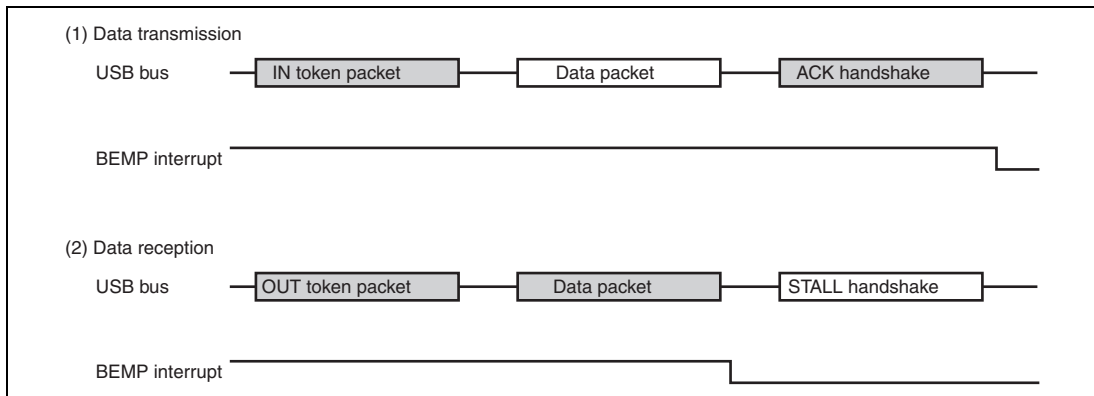 (1) Data transmission
USB bus IN token packet Data packet ACK handshake
BEMP interrupt
(2) Data reception
USB bus OUT token packet Data packet STALL handshake
BEMP interrupt